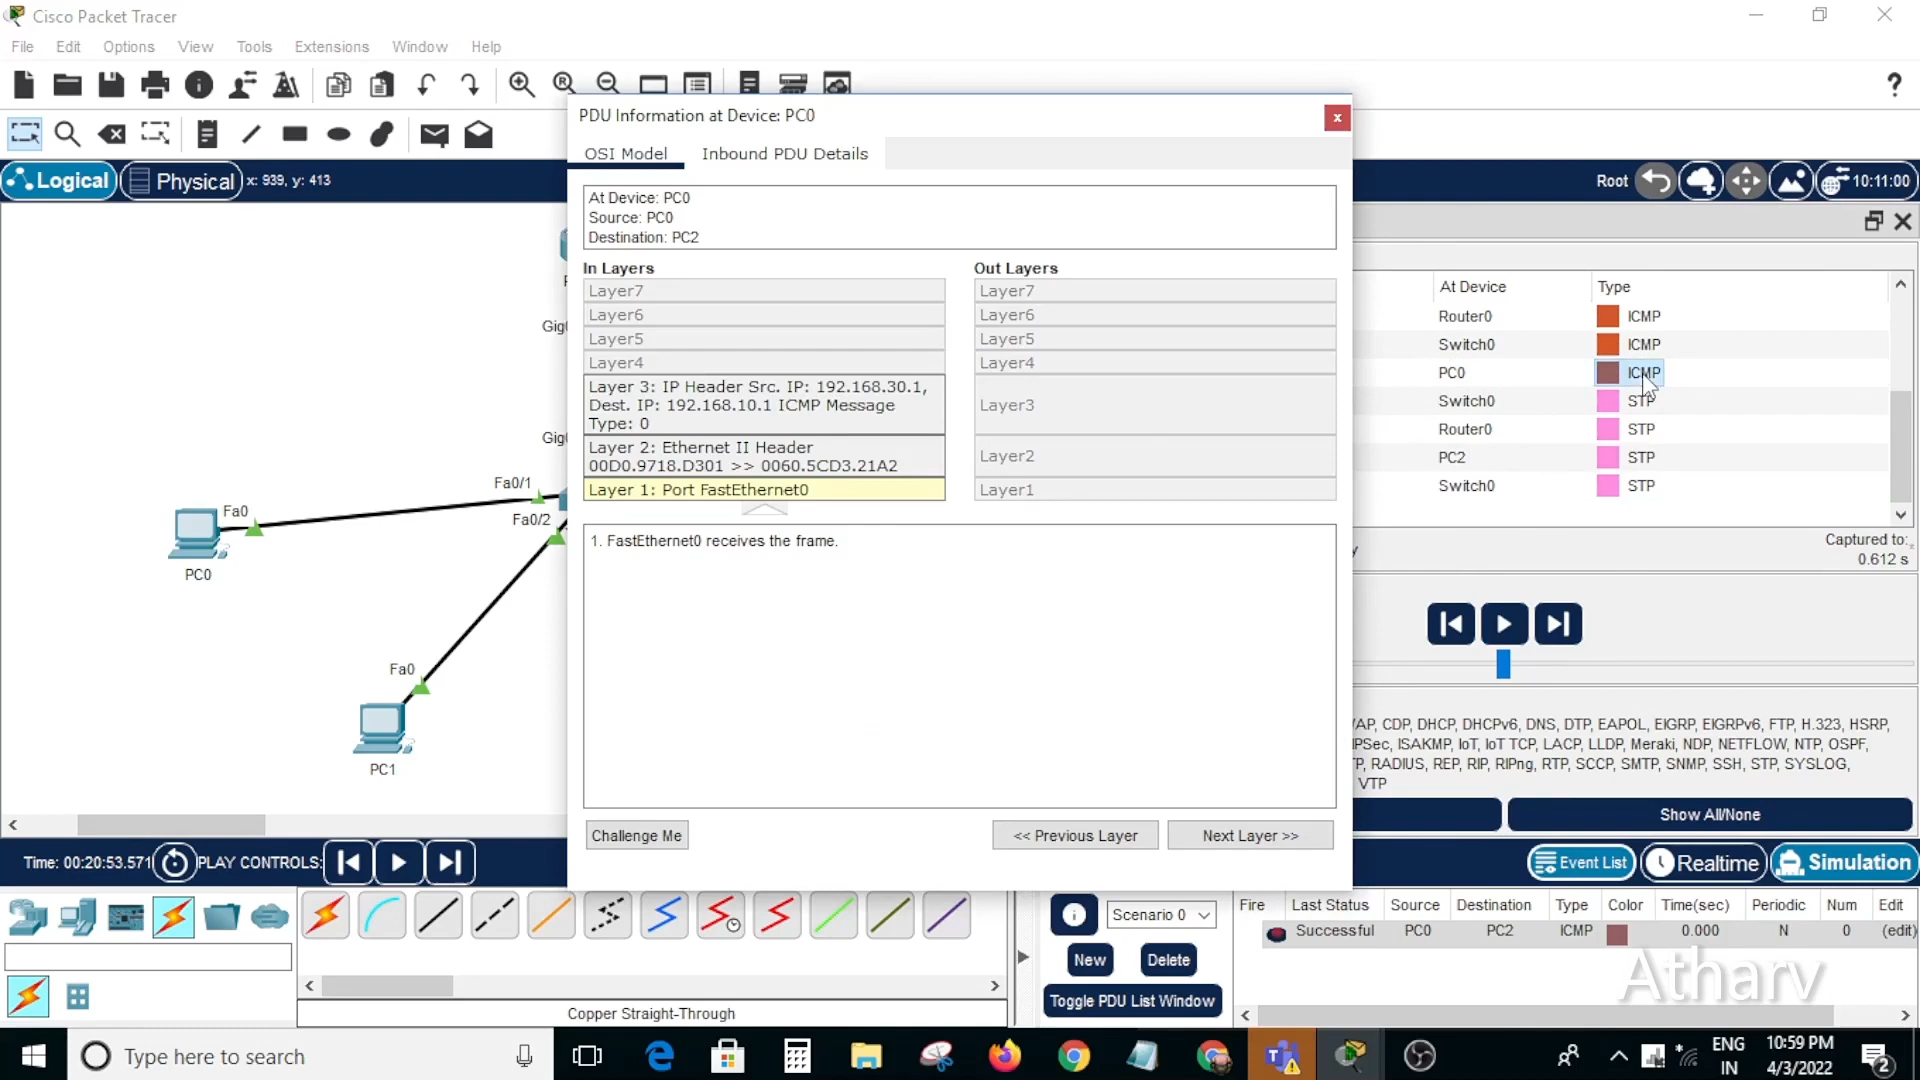 Cisco Packet Tracer
File Edit Options View Tools Extensions Window Help
PDU Information at Device: PC0
x
OSI Model Inbound PDU Details
Logical Physical x: 939, y: 413
Root 10:11:00
At Device: PC0
Source: PC0
Destination: PC2
In Layers Out Layers
Layer7 Layer7
Layer6 Layer6
Layer5 Layer5
Layer4 Layer4
Layer 3: IP Header Src. IP: 192.168.30.1,
Dest. IP: 192.168.10.1 ICMP Message
Type: 0
Layer3
Layer 2: Ethernet II Header
00D0.9718.D301 >> 0060.5CD3.21A2
Layer2
Layer 1: Port FastEthernet0 Layer1
1. FastEthernet0 receives the frame.
Challenge Me << Previous Layer Next Layer >>
At Device Type
Router0 ICMP
Switch0 ICMP
PC0 ICMP
Switch0 STP
Router0 STP
PC2 STP
Switch0 STP
Captured to:
0.612 s
Fa0/1
Fa0
Fa0/2
PC0
Fa0
PC1
CDP, DHCP, DHCPv6, DNS, DTP, EAPOL, EIGRP, EIGRPv6, FTP, H.323, HSRP,
ISAKMP, IoT, IoT TCP, LACP, LLDP, Meraki, NDP, NETFLOW, NTP, OSPF,
RADIUS, REP, RIP, RIPng, RTP, SCCP, SMTP, SNMP, SSH, STP, SYSLOG,
VTP
Show All/None
Time: 00:20:53.571 PLAY CONTROLS:
Event List Realtime Simulation
Scenario 0
New Delete
Toggle PDU List Window
Fire Last Status Source Destination Type Color Time(sec) Periodic Num Edit
Successful PC0 PC2 ICMP 0.000 N 0 (edit)
Copper Straight-Through
Atharv
Type here to search
ENG
IN
10:59 PM
4/3/2022
2